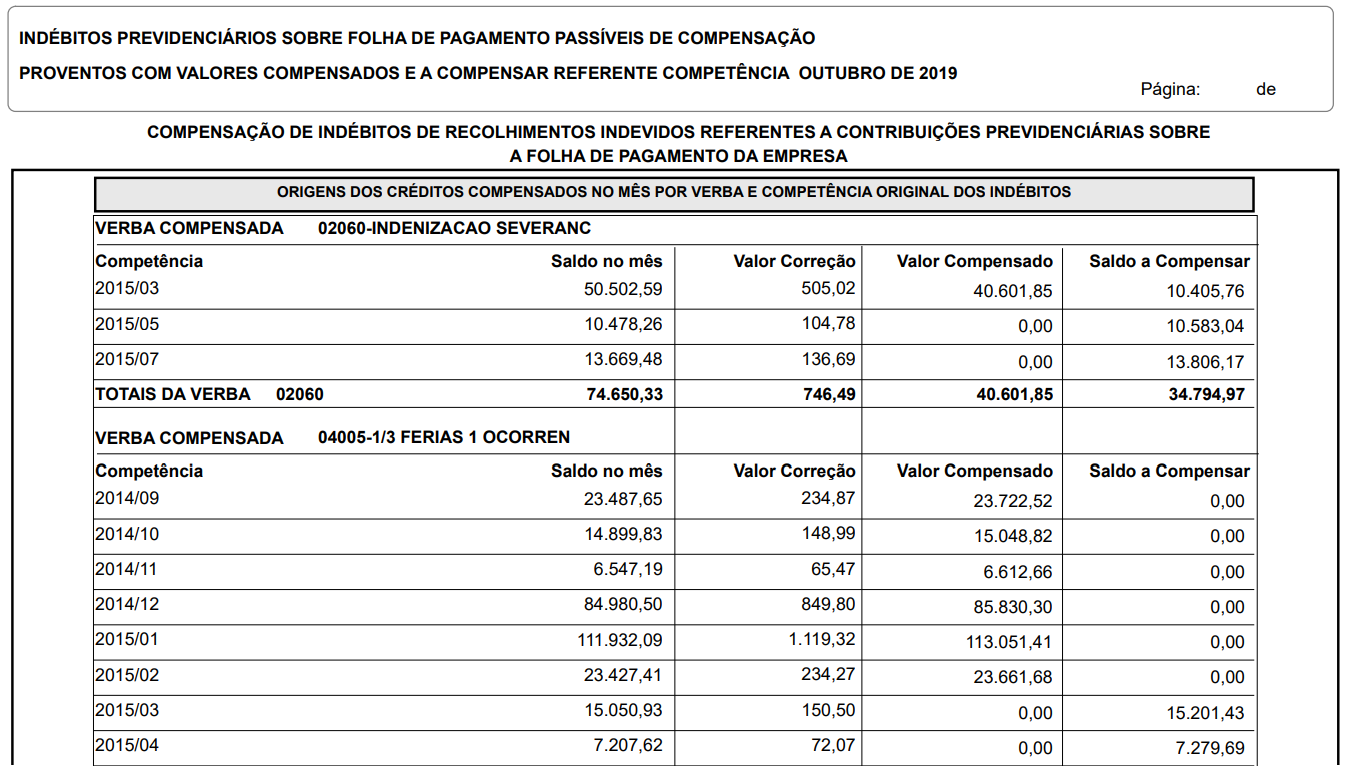 INDÉBITOS PREVIDENCIÁRIOS SOBRE FOLHA DE PAGAMENTO PASSÍVEIS DE COMPENSAÇÃO
PROVENTOS COM VALORES COMPENSADOS E A COMPENSAR REFERENTE COMPETÊNCIA OUTUBRO DE 2019
Página: de
COMPENSAÇÃO DE INDÉBITOS DE RECOLHIMENTOS INDEVIDOS REFERENTES A CONTRIBUIÇÕES PREVIDENCIÁRIAS SOBRE
A FOLHA DE PAGAMENTO DA EMPRESA
ORIGENS DOS CRÉDITOS COMPENSADOS NO MÊS POR VERBA E COMPETÊNCIA ORIGINAL DOS INDÉBITOS
VERBA COMPENSADA 02060-INDENIZACAO SEVERANC
Competência Saldo no mês Valor Correção Valor Compensado Saldo a Compensar
2015/03 50.502,59 505,02 40.601,85 10.405,76
2015/05 10.478,26 104,78 0,00 10.583,04
2015/07 13.669,48 136,69 0,00 13.806,17
TOTAIS DA VERBA 02060 74.650,33 746,49 40.601,85 34.794,97
VERBA COMPENSADA 04005-1/3 FERIAS 1 OCORREN
Competência Saldo no mês Valor Correção Valor Compensado Saldo a Compensar
2014/09 23.487,65 234,87 23.722,52 0,00
2014/10 14.899,83 148,99 15.048,82 0,00
2014/11 6.547,19 65,47 6.612,66 0,00
2014/12 84.980,50 849,80 85.830,30 0,00
2015/01 111.932,09 1.119,32 113.051,41 0,00
2015/02 23.427,41 234,27 23.661,68 0,00
2015/03 15.050,93 150,50 0,00 15.201,43
2015/04 7.207,62 72,07 0,00 7.279,69